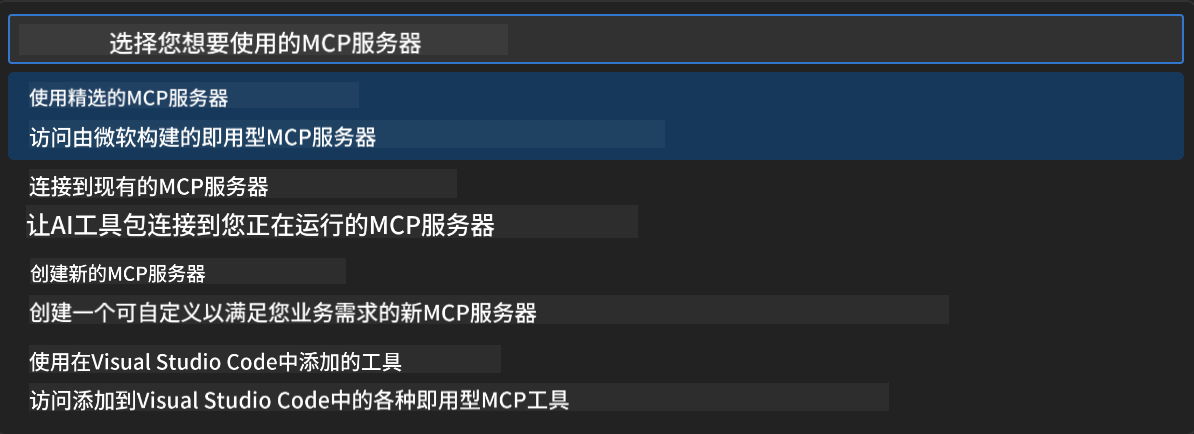 选择您想要使用的MCP服务器
使用精选的MCP服务器
访问由微软构建的即用型MCP服务器
连接到现有的MCP服务器
让AI工具包连接到您正在运行的MCP服务器
创建新的MCP服务器
创建一个可自定义以满足您业务需求的新MCP服务器
使用在Visual Studio Code中添加的工具
访问添加到Visual Studio Code中的各种即用型MCP工具